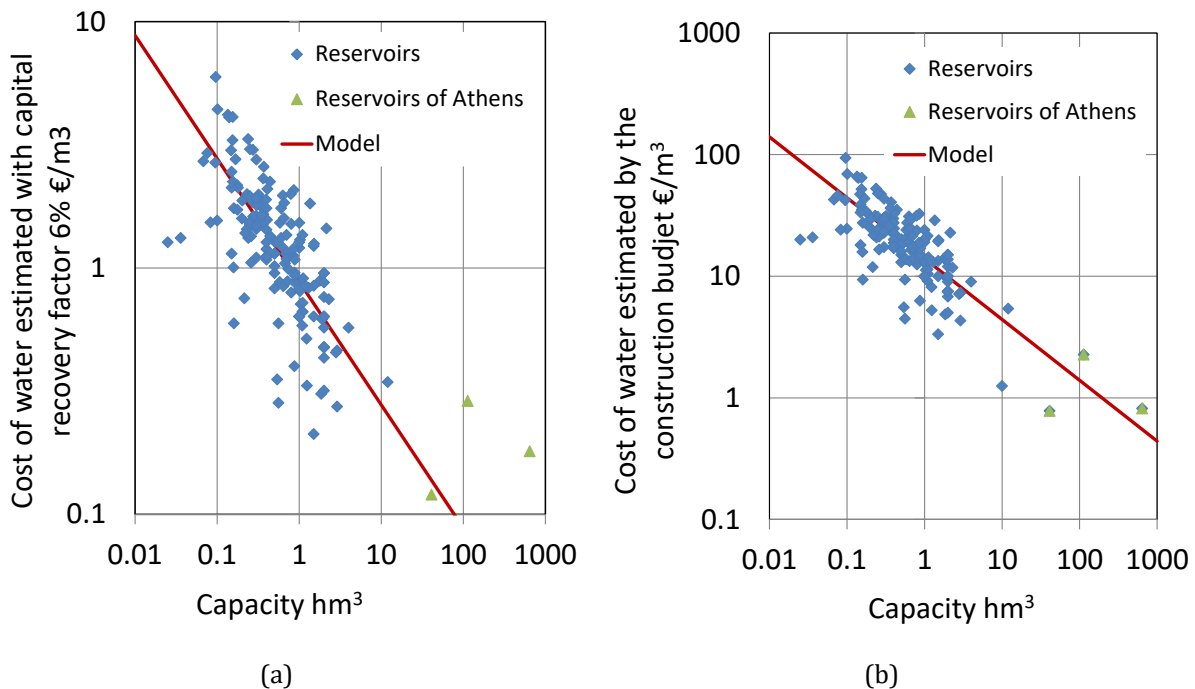 Cost of water estimated with capital
recovery factor 6% €/m3
10
1
0.1
Reservoirs
Reservoirs of Athens
Model
0.01 0.1 1 10 100 1000
Capacity hm³
(a)
Cost of water estimated by the
construction budjet €/m³
1000
100
10
1
0.1
Reservoirs
Reservoirs of Athens
Model
0.01 0.1 1 10 100 1000
Capacity hm³
(b)